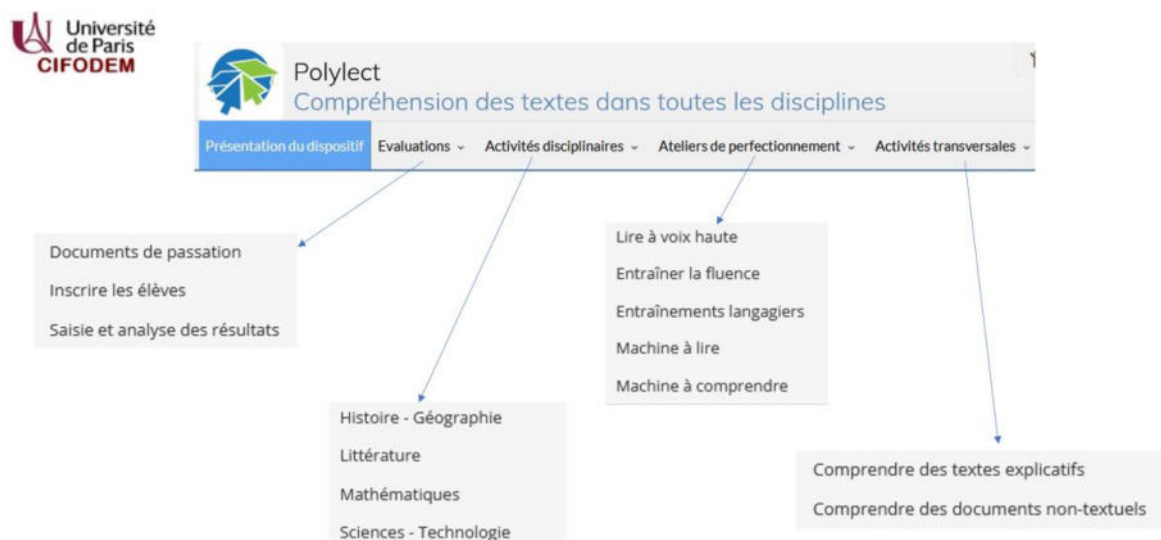 Université
de Paris
CIFODEM
Polylect
Compréhension des textes dans toutes les disciplines
Présentation du dispositif Evaluations Activités disciplinaires Ateliers de perfectionnement Activités transversales
Documents de passation
Inscrire les élèves
Saisie et analyse des résultats
Histoire - Géographie
Littérature
Mathématiques
Sciences - Technologie
Lire à voix haute
Entraîner la fluence
Entraînements langagiers
Machine à lire
Machine à comprendre
Comprendre des textes explicatifs
Comprendre des documents non-textuels